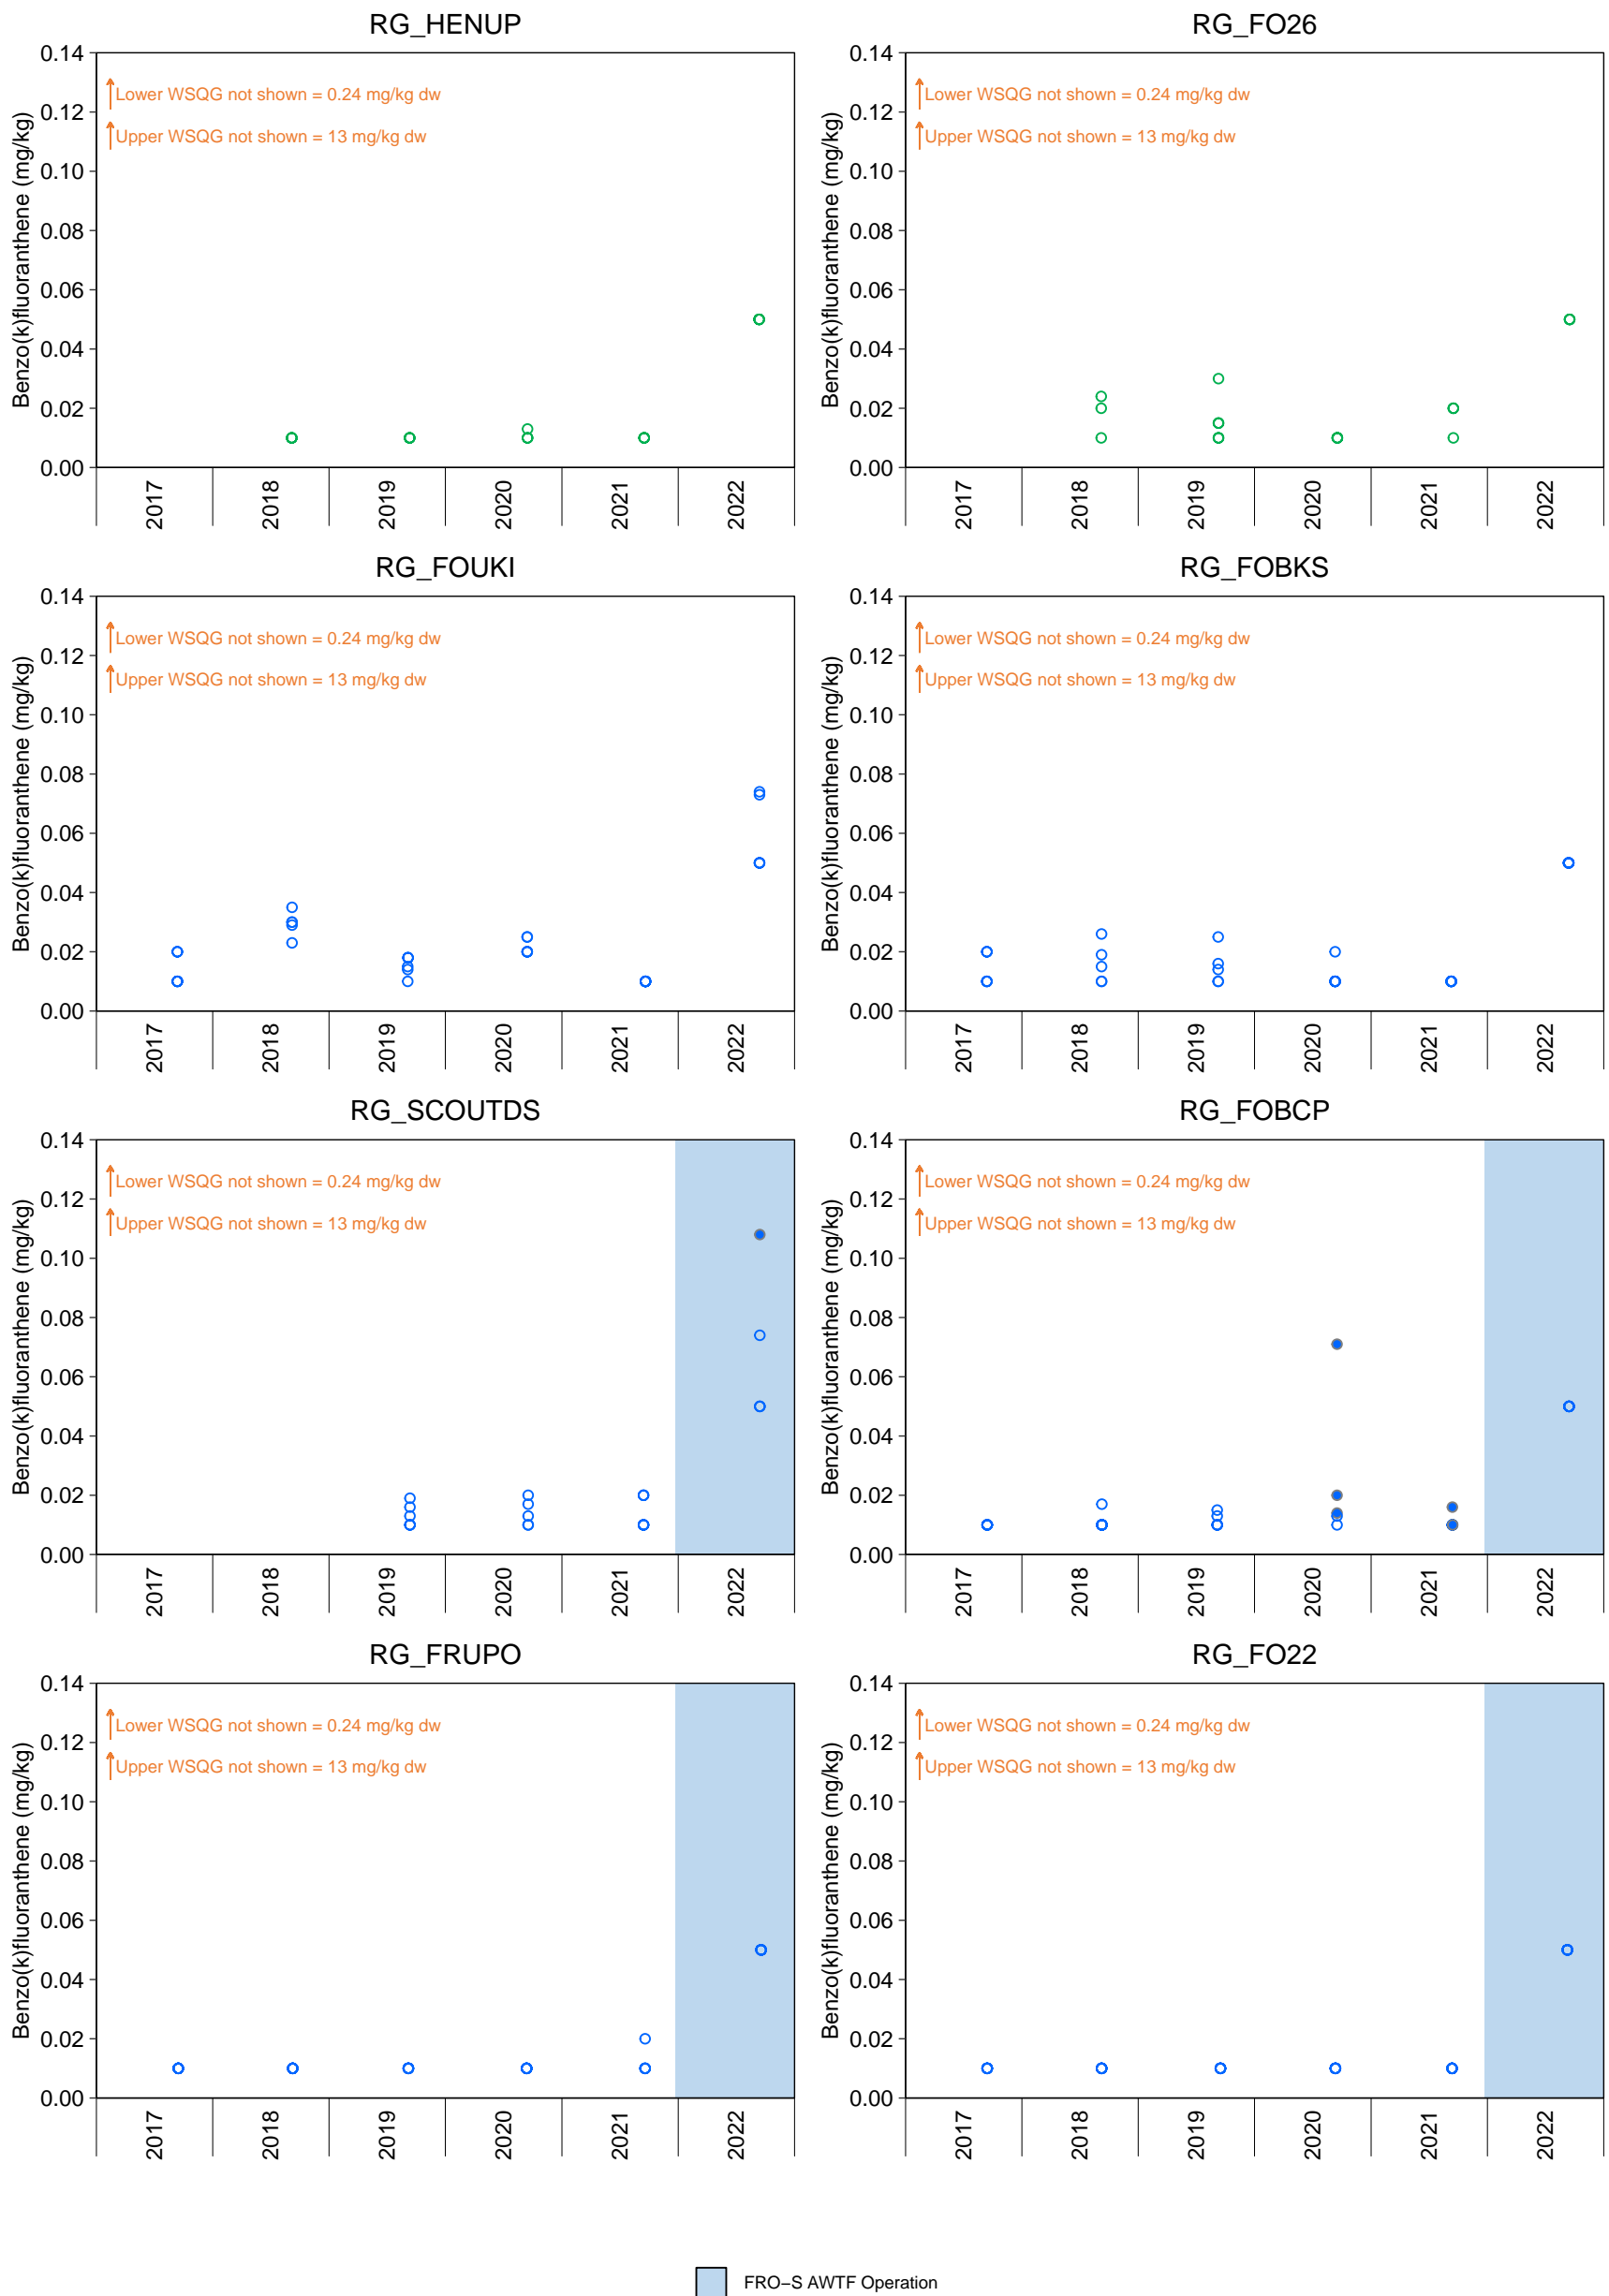 RG_HENUP
Benzo(k)fluoranthene (mg/kg)
0.14
0.12
0.10
0.08
0.06
0.04
0.02
0.00
Lower WSQG not shown = 0.24 mg/kg dw
Upper WSQG not shown = 13 mg/kg dw
2017 2018 2019 2020 2021 2022
RG_FO26
Benzo(k)fluoranthene (mg/kg)
0.14
0.12
0.10
0.08
0.06
0.04
0.02
0.00
Lower WSQG not shown = 0.24 mg/kg dw
Upper WSQG not shown = 13 mg/kg dw
2017 2018 2019 2020 2021 2022
RG_FOUKI
Benzo(k)fluoranthene (mg/kg)
0.14
0.12
0.10
0.08
0.06
0.04
0.02
0.00
Lower WSQG not shown = 0.24 mg/kg dw
Upper WSQG not shown = 13 mg/kg dw
2017 2018 2019 2020 2021 2022
RG_FOBKS
Benzo(k)fluoranthene (mg/kg)
0.14
0.12
0.10
0.08
0.06
0.04
0.02
0.00
Lower WSQG not shown = 0.24 mg/kg dw
Upper WSQG not shown = 13 mg/kg dw
2017 2018 2019 2020 2021 2022
RG_SCOUTDS
Benzo(k)fluoranthene (mg/kg)
0.14
0.12
0.10
0.08
0.06
0.04
0.02
0.00
Lower WSQG not shown = 0.24 mg/kg dw
Upper WSQG not shown = 13 mg/kg dw
2017 2018 2019 2020 2021 2022
RG_FOBCP
Benzo(k)fluoranthene (mg/kg)
0.14
0.12
0.10
0.08
0.06
0.04
0.02
0.00
Lower WSQG not shown = 0.24 mg/kg dw
Upper WSQG not shown = 13 mg/kg dw
2017 2018 2019 2020 2021 2022
RG_FRUPO
Benzo(k)fluoranthene (mg/kg)
0.14
0.12
0.10
0.08
0.06
0.04
0.02
0.00
Lower WSQG not shown = 0.24 mg/kg dw
Upper WSQG not shown = 13 mg/kg dw
2017 2018 2019 2020 2021 2022
RG_FO22
Benzo(k)fluoranthene (mg/kg)
0.14
0.12
0.10
0.08
0.06
0.04
0.02
0.00
Lower WSQG not shown = 0.24 mg/kg dw
Upper WSQG not shown = 13 mg/kg dw
2017 2018 2019 2020 2021 2022
FRO−S AWTF Operation